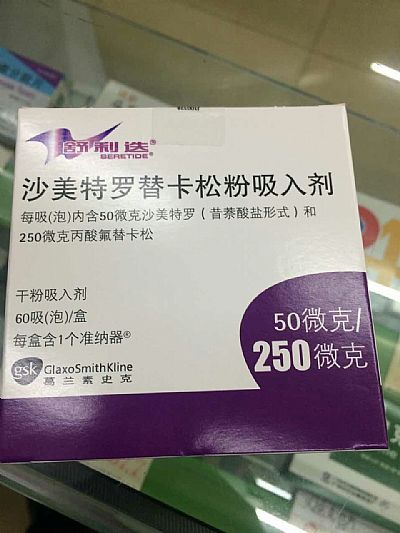 舒利迭®
SERETIDE®
沙美特罗替卡松粉吸入剂
每吸(泡)内含50微克沙美特罗(昔萘酸盐形式)和
250微克丙酸氟替卡松
干粉吸入剂
60吸(泡)/盒
每盒含1个准纳器®
50微克/
250微克
gsk GlaxoSmithKline
葛兰素史克